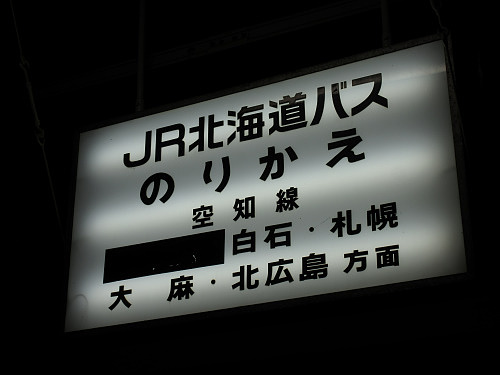 JR北海道バス
のりかえ
空知線
白石・札幌
大麻・北広島方面